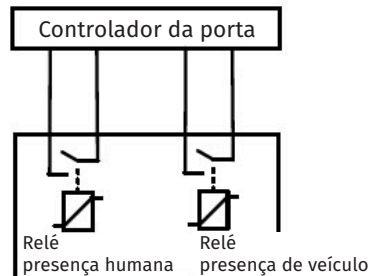 Controlador da porta
Relé
presença humana
Relé
presença de veículo